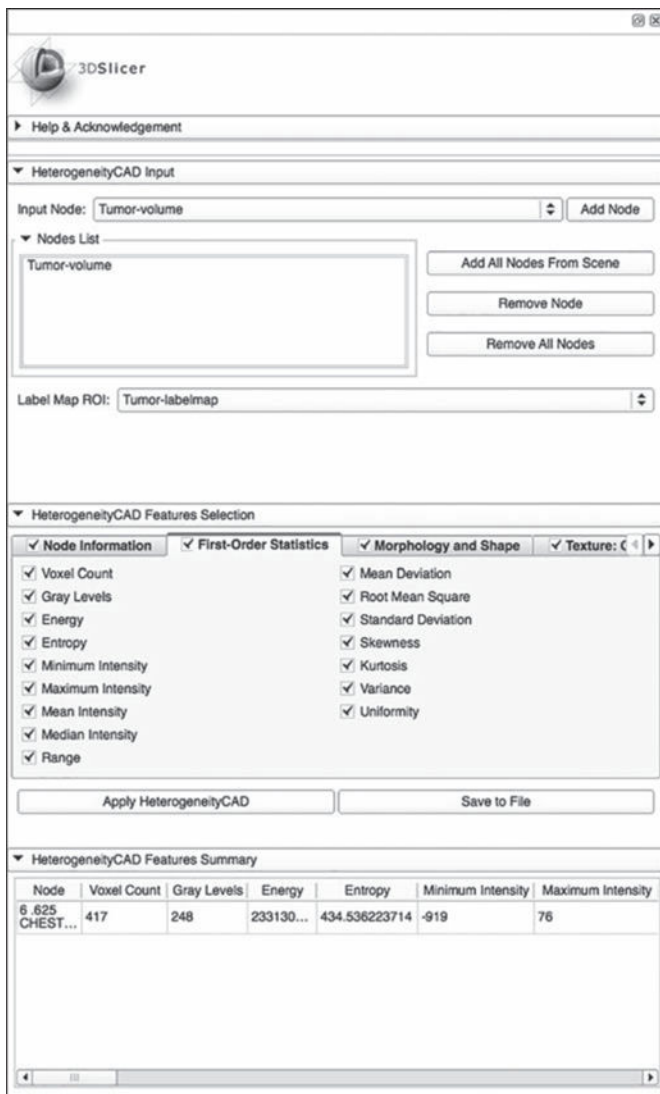 3DSlicer
Help & Acknowledgement
HeterogeneityCAD Input
Input Node: Tumor-volume Add Node
Nodes List
Tumor-volume
Add All Nodes From Scene
Remove Node
Remove All Nodes
Label Map ROI: Tumor-labelmap
HeterogeneityCAD Features Selection
Node Information First-Order Statistics Morphology and Shape Texture:
Voxel Count
Gray Levels
Energy
Entropy
Minimum Intensity
Maximum Intensity
Mean Intensity
Median Intensity
Range
Mean Deviation
Root Mean Square
Standard Deviation
Skewness
Kurtosis
Variance
Uniformity
Apply HeterogeneityCAD Save to File
HeterogeneityCAD Features Summary
Node Voxel Count Gray Levels Energy Entropy Minimum Intensity Maximum Intensity
6 .625
CHEST... 417 248 233130... 434.536223714 -919 76